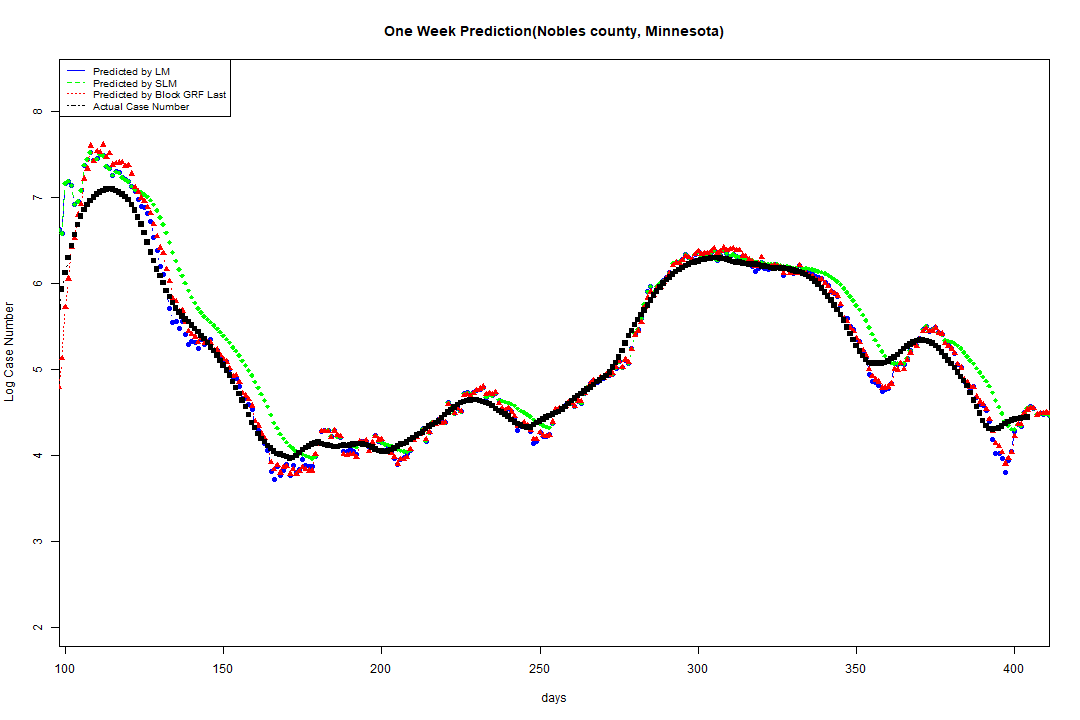 One Week Prediction(Nobles county, Minnesota)
Predicted by LM
Predicted by SLM
Predicted by Block GRF Last
Actual Case Number
Log Case Number
8
7
6
5
4
3
2
100 150 200 250 300 350 400
days